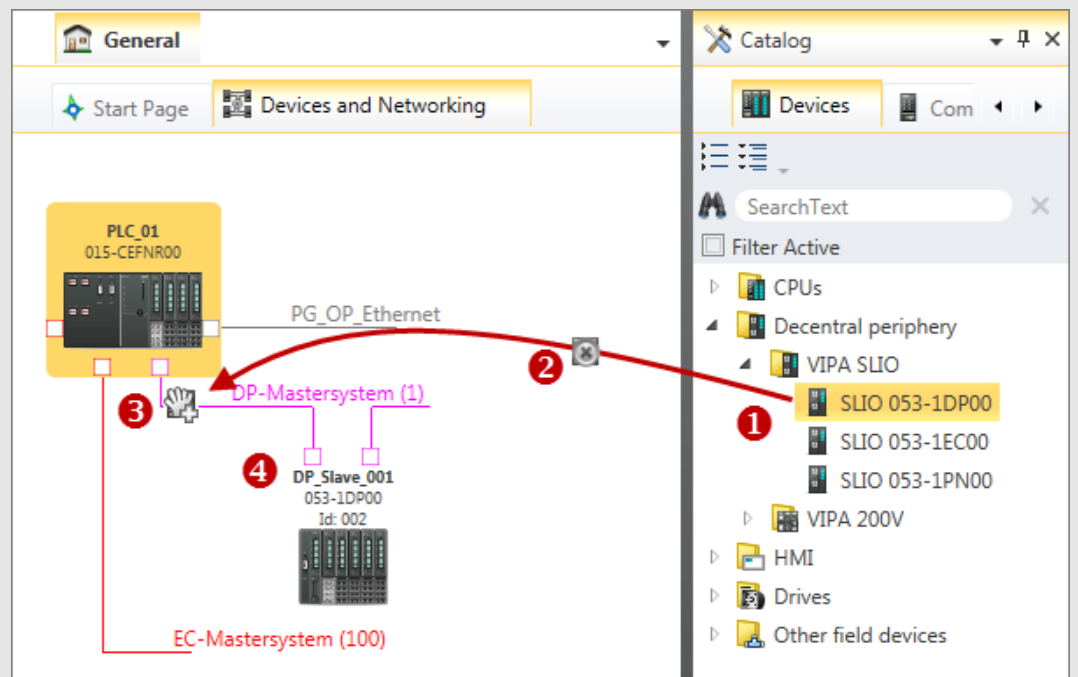 General
Start Page
Devices and Networking
PLC_01
015-CEFNR00
PG_OP_Ethernet
2
3
DP-Mastersystem (1)
4
DP_Slave_001
053-1DP00
Id: 002
EC-Mastersystem (100)
Catalog
Devices
Com
SearchText
Filter Active
CPUs
Decentral periphery
VIPA SLIO
1
SLIO 053-1DP00
SLIO 053-1EC00
SLIO 053-1PN00
VIPA 200V
HMI
Drives
Other field devices